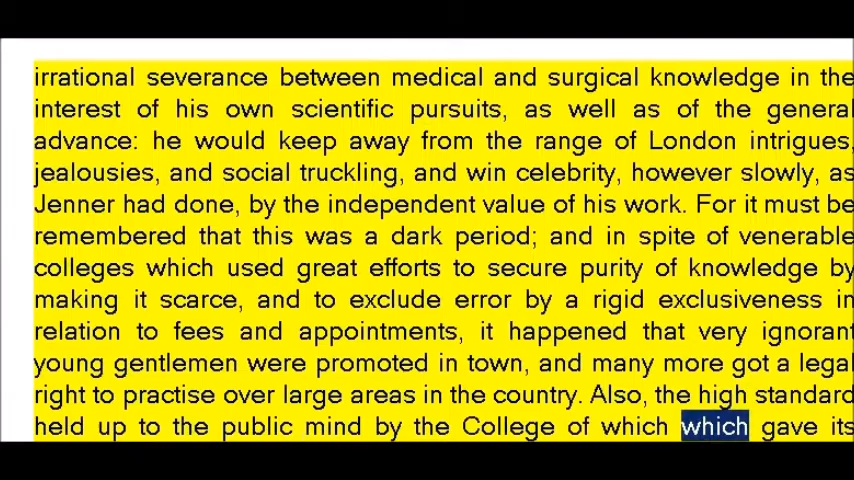 irrational severance between medical and surgical knowledge in the
interest of his own scientific pursuits, as well as of the general
advance: he would keep away from the range of London intrigues,
jealousies, and social truckling, and win celebrity, however slowly, as
Jenner had done, by the independent value of his work. For it must be
remembered that this was a dark period; and in spite of venerable
colleges which used great efforts to secure purity of knowledge by
making it scarce, and to exclude error by a rigid exclusiveness in
relation to fees and appointments, it happened that very ignorant
young gentlemen were promoted in town, and many more got a legal
right to practise over large areas in the country. Also, the high standard
held up to the public mind by the College of which which gave its